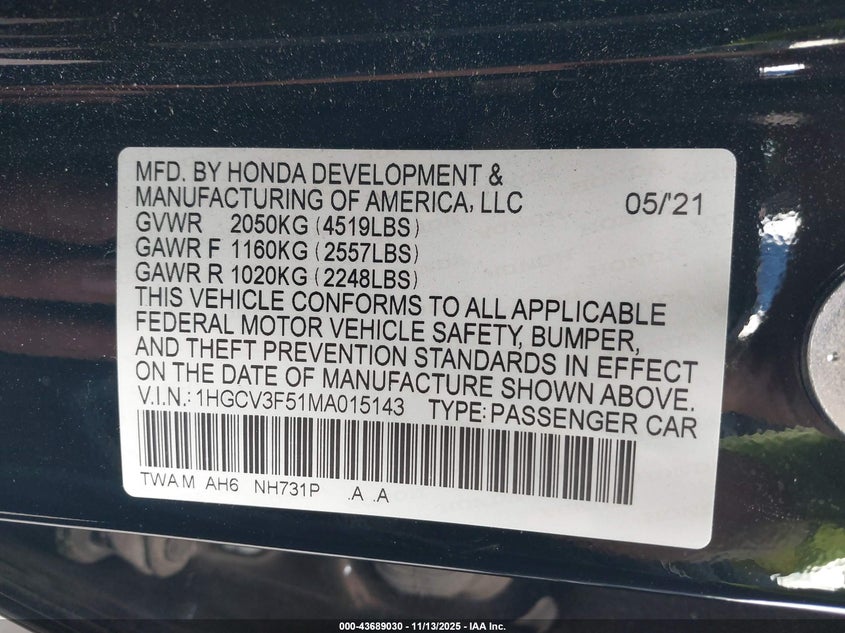 MFD. BY HONDA DEVELOPMENT &
MANUFACTURING OF AMERICA, LLC 05/'21
GVWR 2050KG (4519LBS)
GAWR F 1160KG (2557LBS)
GAWR R 1020KG (2248LBS)
THIS VEHICLE CONFORMS TO ALL APPLICABLE
FEDERAL MOTOR VEHICLE SAFETY, BUMPER,
AND THEFT PREVENTION STANDARDS IN EFFECT
ON THE DATE OF MANUFACTURE SHOWN ABOVE.
V.I.N.: 1HGCV3F51MA015143 TYPE: PASSENGER CAR
TWAM AH6 NH731P .A .A
000-43689030 - 11/13/2025 - IAA Inc.